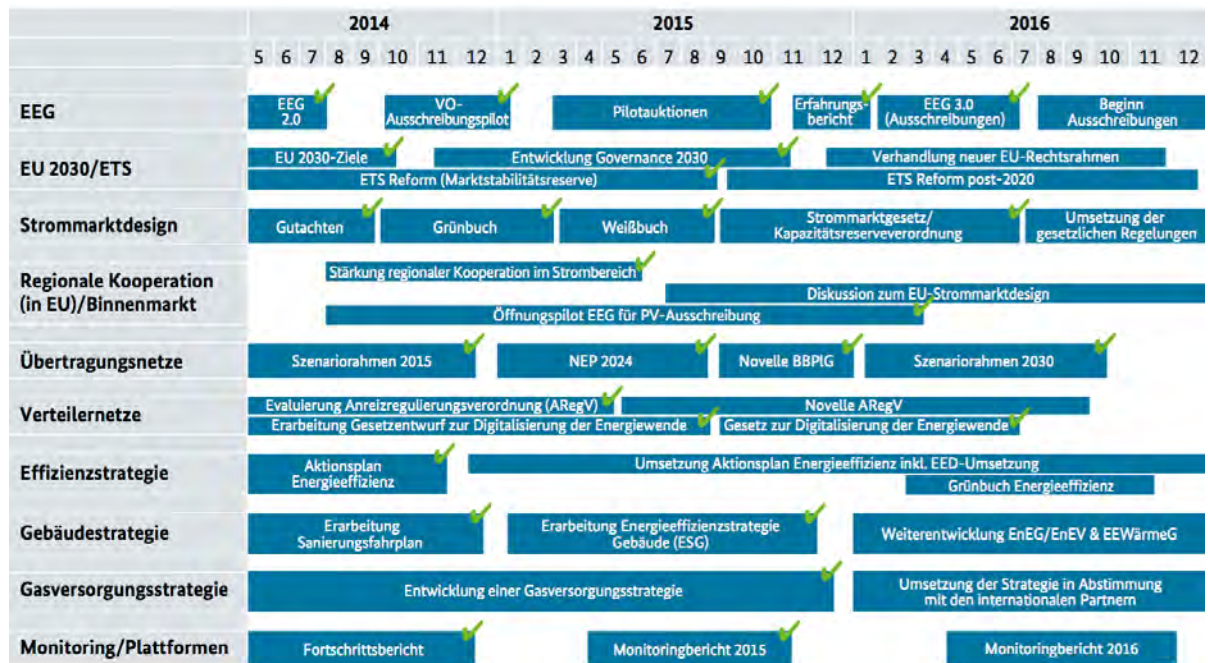 2014 2015 2016
5 6 7 8 9 10 11 12 1 2 3 4 5 6 7 8 9 10 11 12 1 2 3 4 5 6 7 8 9 10 11 12
EEG
EEG
2.0
VO-
Ausschreibungspilot
Pilotauktionen
Erfahrungs-
bericht
EEG 3.0
(Ausschreibungen)
Beginn
Ausschreibungen
EU 2030/ETS
EU 2030-Ziele
Entwicklung Governance 2030
Verhandlung neuer EU-Rechtsrahmen
ETS Reform (Marktstabilitätsreserve)
ETS Reform post-2020
Strommarktdesign
Gutachten
Grünbuch
Weißbuch
Strommarktgesetz/
Kapazitätsreserveverordnung
Umsetzung der
gesetzlichen Regelungen
Regionale Kooperation
(in EU)/Binnenmarkt
Stärkung regionaler Kooperation im Strombereich
Diskussion zum EU-Strommarktdesign
Öffnungspilot EEG für PV-Ausschreibung
Übertragungsnetze
Szenariorahmen 2015
NEP 2024
Novelle BBPlG
Szenariorahmen 2030
Verteilernetze
Evaluierung Anreizregulierungsverordnung (ARegV)
Novelle ARegV
Erarbeitung Gesetzentwurf zur Digitalisierung der Energiewende
Gesetz zur Digitalisierung der Energiewende
Effizienzstrategie
Aktionsplan
Energieeffizienz
Umsetzung Aktionsplan Energieeffizienz inkl. EED-Umsetzung
Grünbuch Energieeffizienz
Gebäudestrategie
Erarbeitung
Sanierungsfahrplan
Erarbeitung Energieeffizienzstrategie
Gebäude (ESG)
Weiterentwicklung EnEG/EnEV & EEWärmeG
Gasversorgungsstrategie
Entwicklung einer Gasversorgungsstrategie
Umsetzung der Strategie in Abstimmung
mit den internationalen Partnern
Monitoring/Plattformen
Fortschrittsbericht
Monitoringbericht 2015
Monitoringbericht 2016